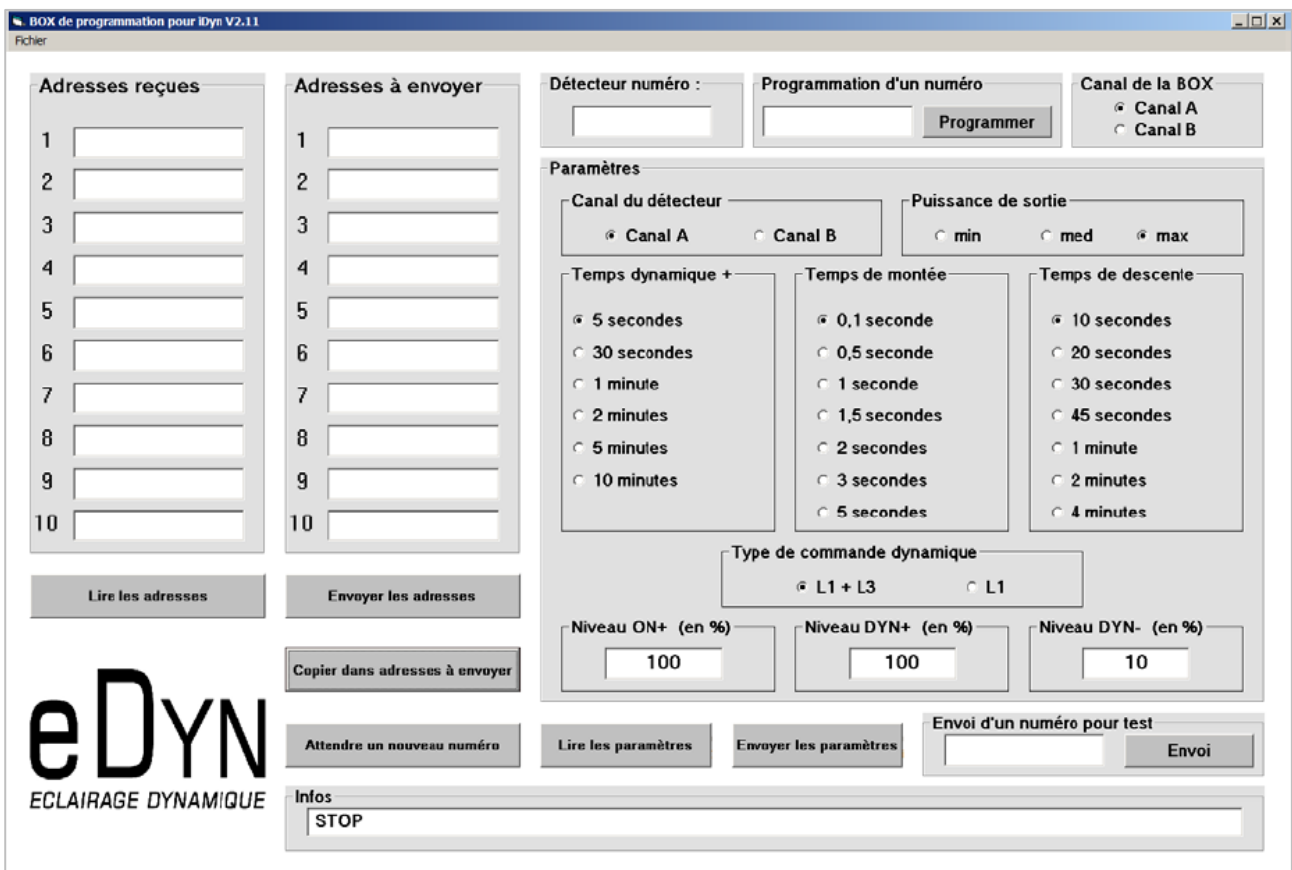 BOX de programmation pour iDyn V2.11
Fichier
Adresses reçues
1
2
3
4
5
6
7
8
9
10
Lire les adresses
Adresses à envoyer
1
2
3
4
5
6
7
8
9
10
Envoyer les adresses
Copier dans adresses à envoyer
Attendre un nouveau numéro
Détecteur numéro :
Programmation d'un numéro
Programmer
Canal de la BOX
Canal A
Canal B
Paramètres
Canal du détecteur
Canal A Canal B
Puissance de sortie
min med max
Temps dynamique +
5 secondes
30 secondes
1 minute
2 minutes
5 minutes
10 minutes
Temps de montée
0,1 seconde
0,5 seconde
1 seconde
1,5 secondes
2 secondes
3 secondes
5 secondes
Temps de descente
10 secondes
20 secondes
30 secondes
45 secondes
1 minute
2 minutes
4 minutes
Type de commande dynamique
L1 + L3 L1
Niveau ON+ (en %)
100
Niveau DYN+ (en %)
100
Niveau DYN- (en %)
10
Lire les paramètres
Envoyer les paramètres
Envoi d'un numéro pour test
Envoi
eDYN
ECLAIRAGE DYNAMIQUE
Infos
STOP